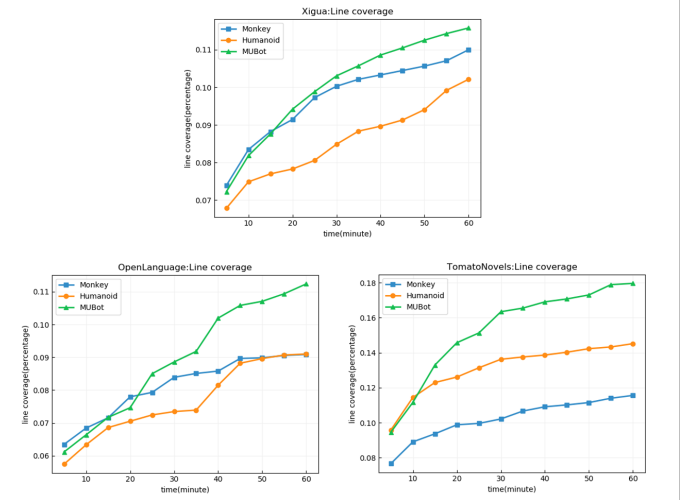 Xigua:Line coverage
Monkey
Humanoid
MUBot
line coverage(percentage)
0.11
0.10
0.09
0.08
0.07
10 20 30 40 50 60
time(minute)
OpenLanguage:Line coverage
Monkey
Humanoid
MUBot
line coverage(percentage)
0.11
0.10
0.09
0.08
0.07
0.06
10 20 30 40 50 60
time(minute)
TomatoNovels:Line coverage
Monkey
Humanoid
MUBot
line coverage(percentage)
0.18
0.16
0.14
0.12
0.10
0.08
10 20 30 40 50 60
time(minute)